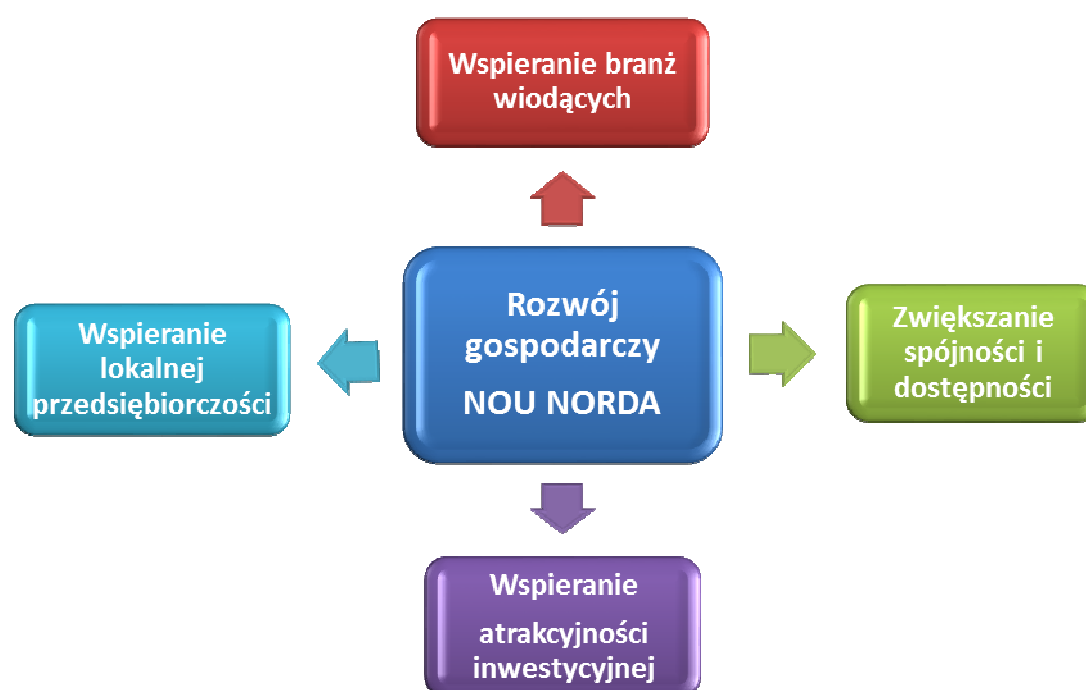 Wspieranie branż
wiodących
Rozwój
gospodarczy
NOU NORDA
Wspieranie
lokalnej
przedsiębiorczości
Zwiększanie
spójności i
dostępności
Wspieranie
atrakcyjności
inwestycyjnej